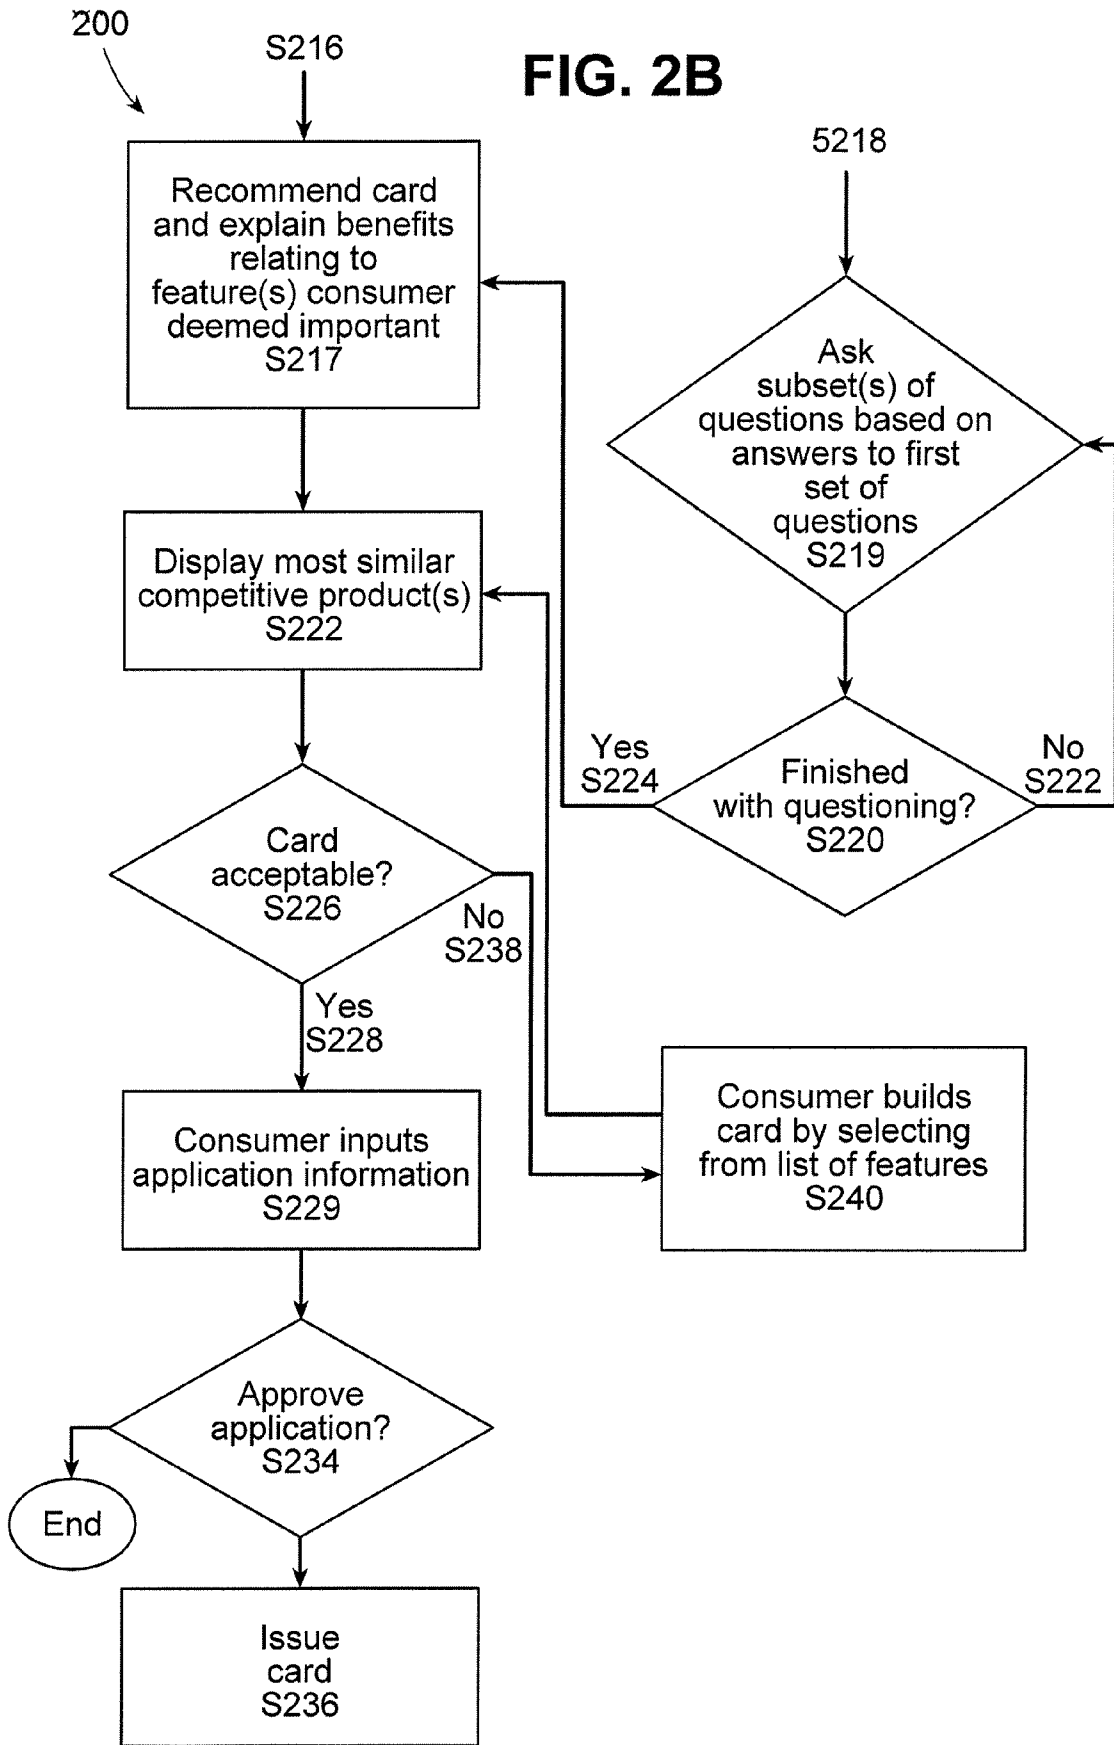 200
S216
FIG. 2B
Recommend card
and explain benefits
relating to
feature(s) consumer
deemed important
S217
5218
Ask
subset(s) of
questions based on
answers to first
set of
questions
S219
Display most similar
competitive product(s)
S222
Yes
S224
Finished
with questioning?
S220
No
S222
Card
acceptable?
S226
No
S238
Yes
S228
Consumer builds
card by selecting
from list of features
S240
Consumer inputs
application information
S229
Approve
application?
S234
End
Issue
card
S236